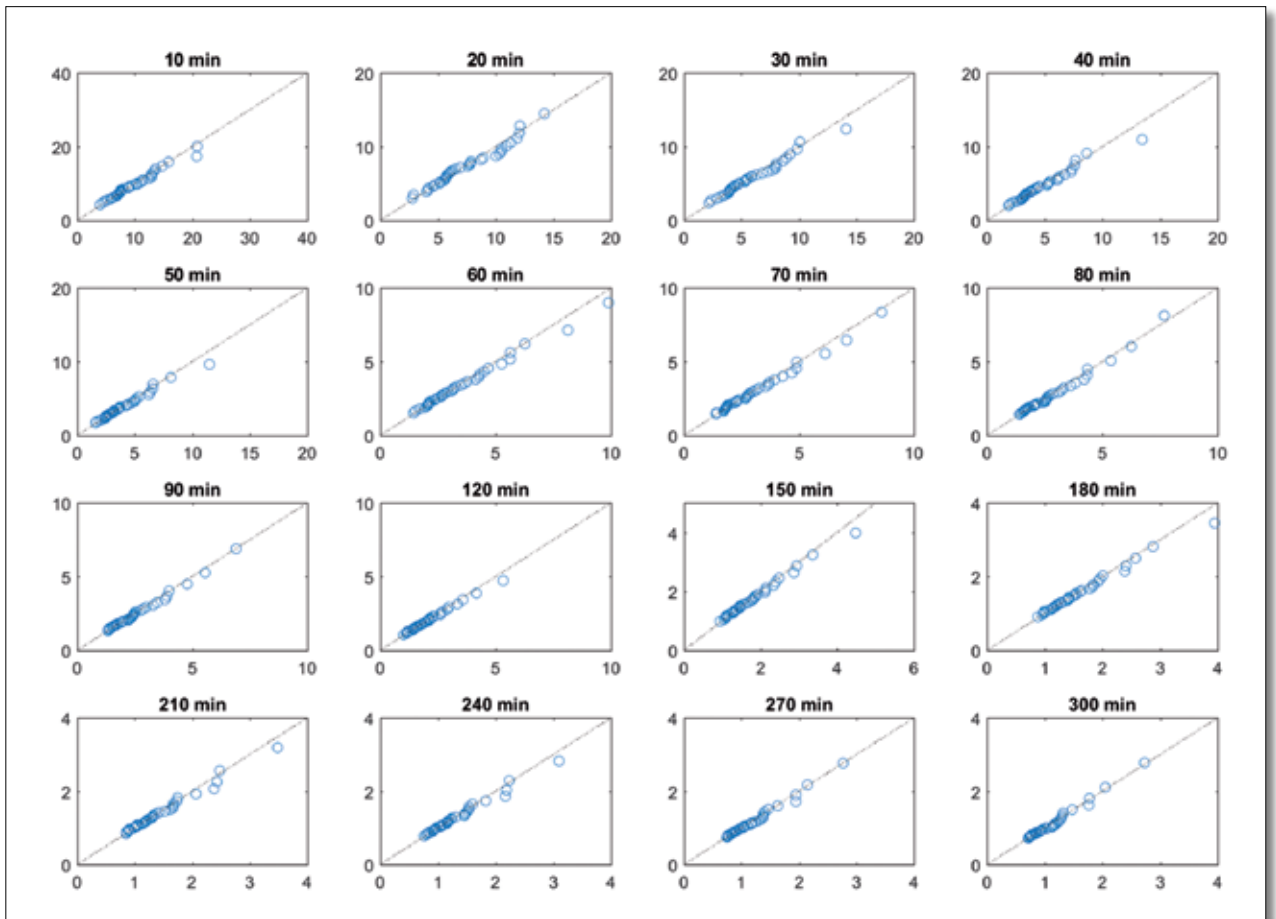 10 min 20 min 30 min 40 min
40 20 20 20
20 10 10 10
0 0 0 0
0 10 20 30 40 0 5 10 15 20 0 5 10 15 20 0 5 10 15 20
50 min 60 min 70 min 80 min
20 10 10 10
10 5 5 5
0 0 0 0
0 5 10 15 20 0 5 10 0 5 10 0 5 10
90 min 120 min 150 min 180 min
10 10 4
4
5 5 2 2
0 0 0 0
0 5 10 0 5 10 0 2 4 6 0 1 2 3 4
210 min 240 min 270 min 300 min
4 4 4 4
2 2 2 2
0 0 0 0
0 1 2 3 4 0 1 2 3 4 0 1 2 3 4 0 1 2 3 4